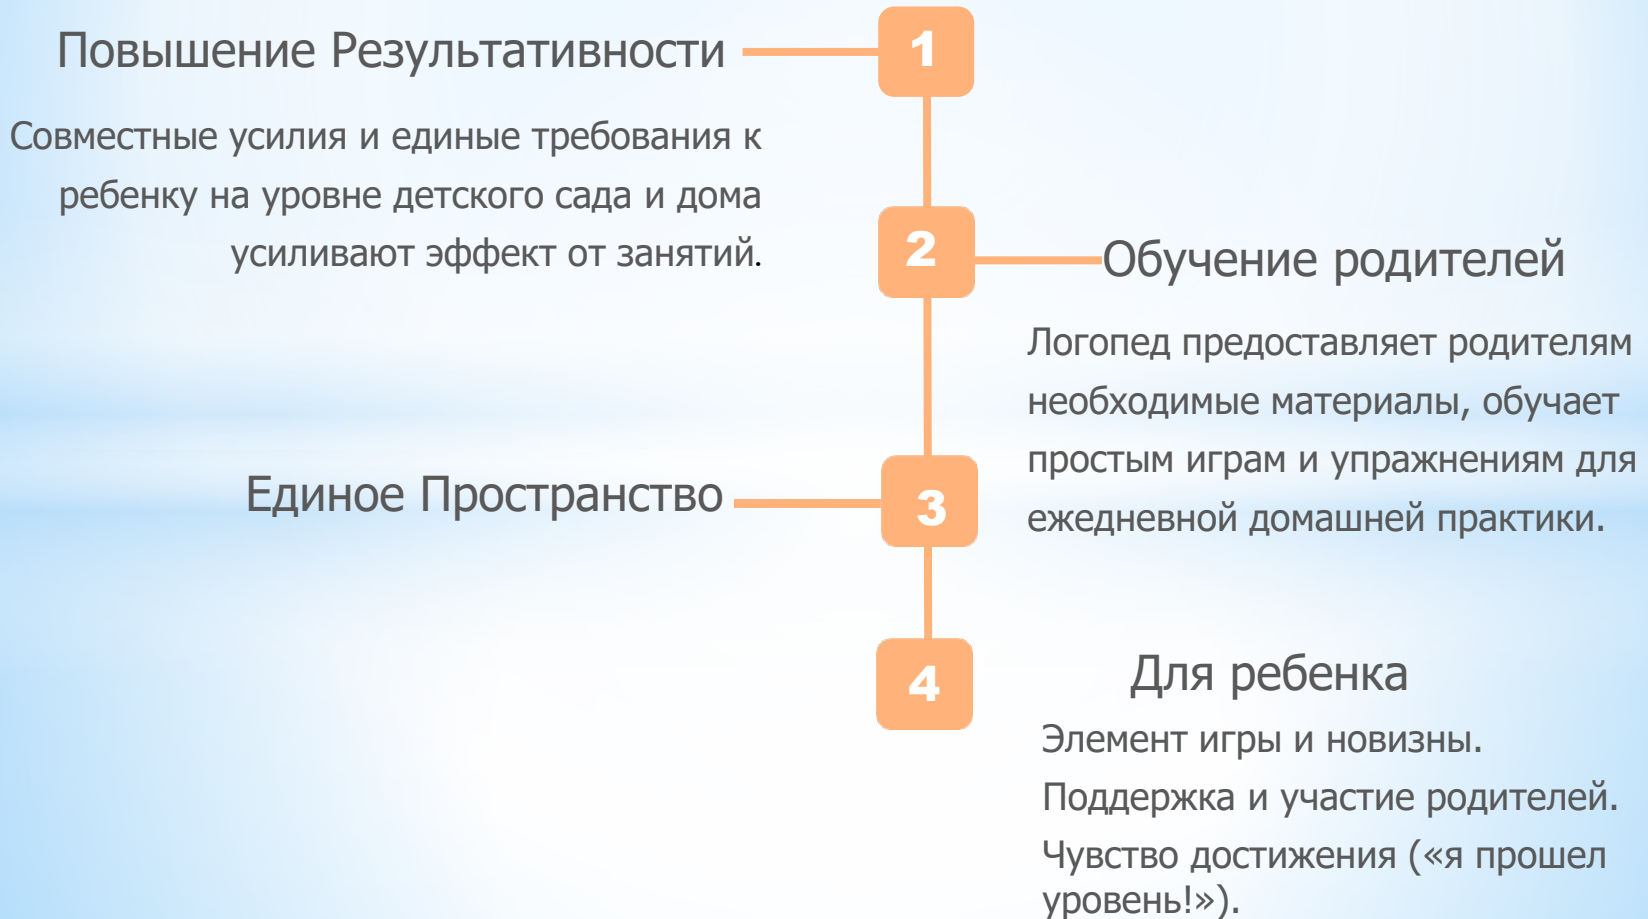 Повышение Результативности
1
Совместные усилия и единые требования к
ребенку на уровне детского сада и дома
усиливают эффект от занятий.
2
Обучение родителей
Логопед предоставляет родителям
необходимые материалы, обучает
простым играм и упражнениям для
ежедневной домашней практики.
Единое Пространство
3
4
Для ребенка
Элемент игры и новизны.
Поддержка и участие родителей.
Чувство достижения («я прошел
уровень!»).